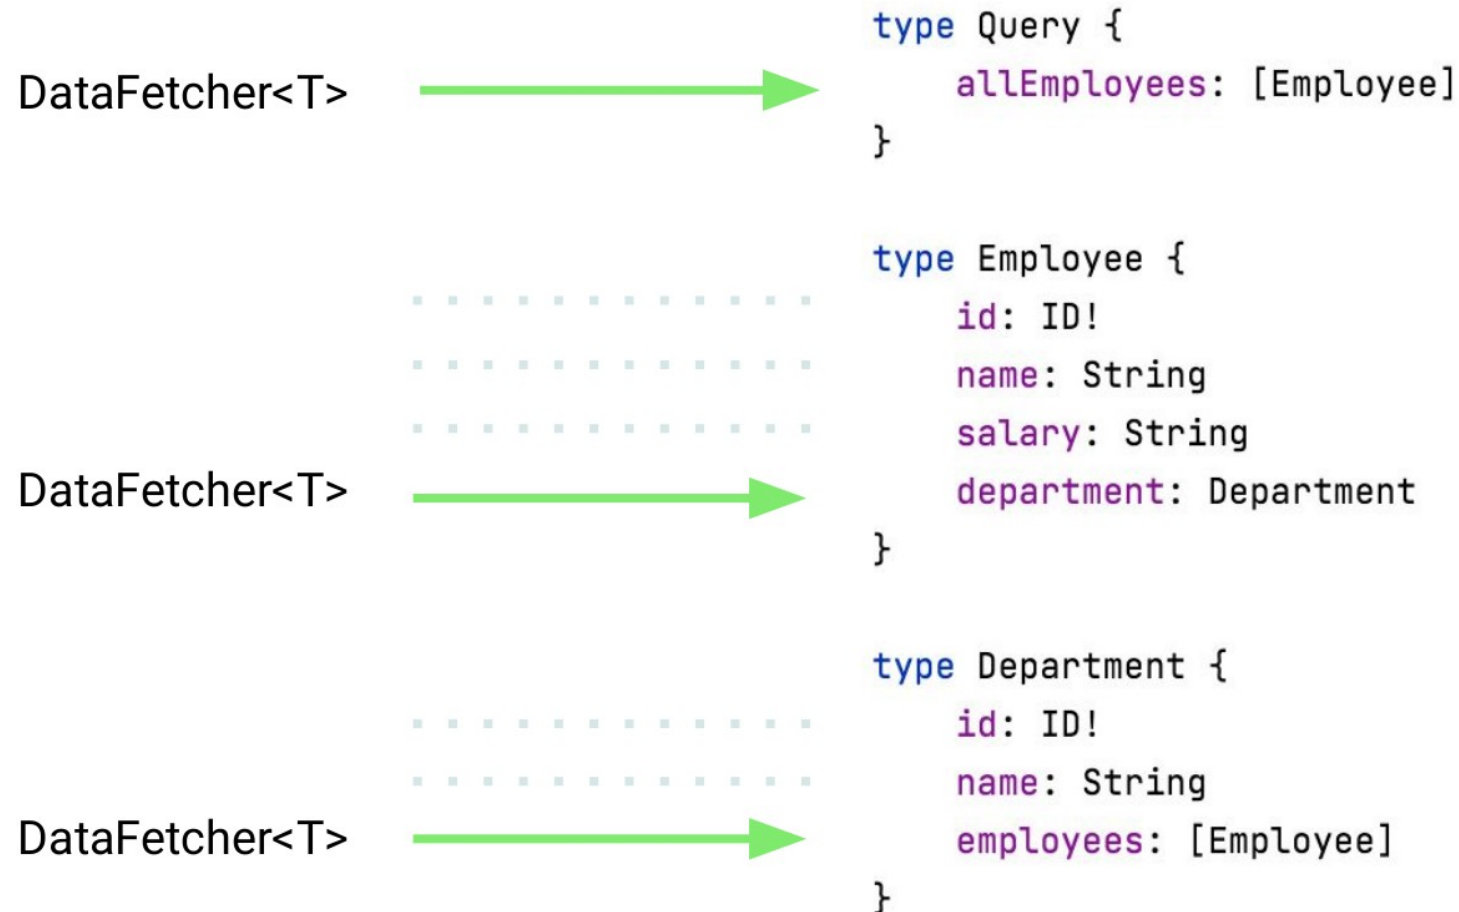 type Query {
DataFetcher<T> allEmployees: [Employee]
}
type Employee {
id: ID!
name: String
salary: String
DataFetcher<T> department: Department
}
type Department {
id: ID!
name: String
DataFetcher<T> employees: [Employee]
}